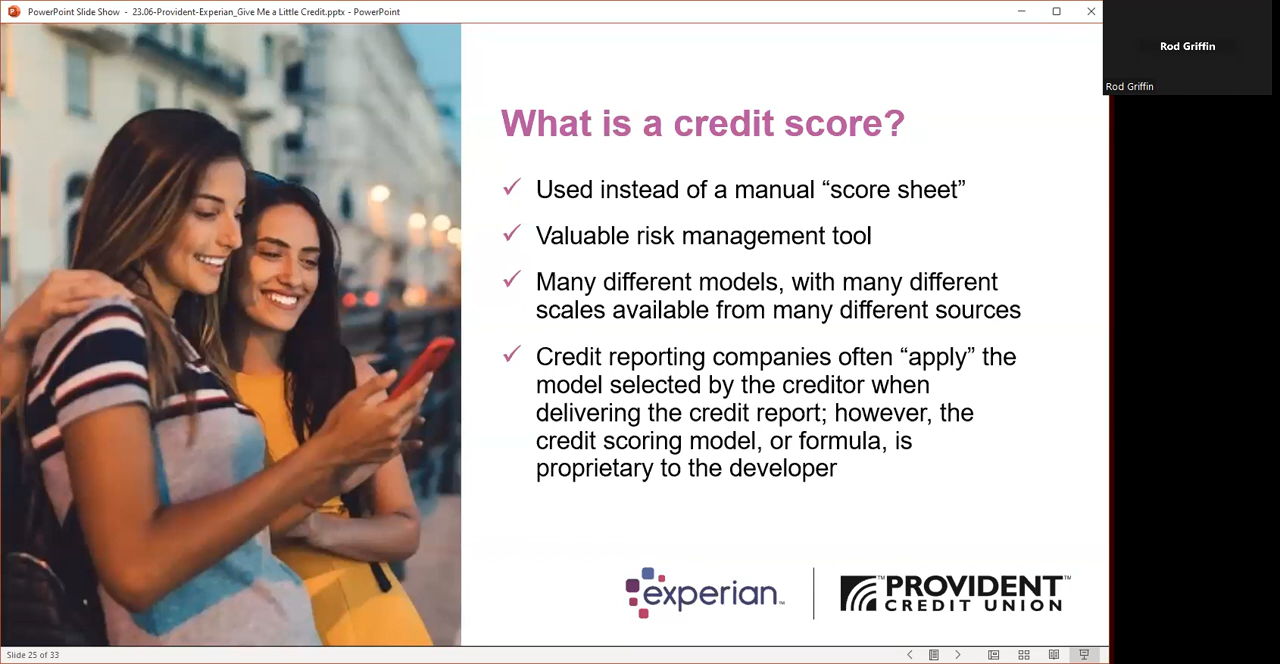 PowerPoint Slide Show - 23.06-Provident-Experian_Give Me a Little Credit.pptx - PowerPoint
Rod Griffin
Rod Griffin
What is a credit score?
✓ Used instead of a manual “score sheet”
✓ Valuable risk management tool
✓ Many different models, with many different
scales available from many different sources
✓ Credit reporting companies often “apply” the
model selected by the creditor when
delivering the credit report; however, the
credit scoring model, or formula, is
proprietary to the developer
experian™
™PROVIDENT™
CREDIT UNION
Slide 25 of 33